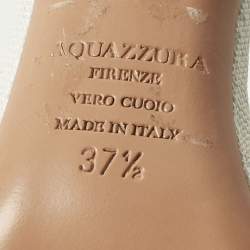 AQUAZZURA
FIRENZE
VERO CUOIO
MADE IN ITALY
37½